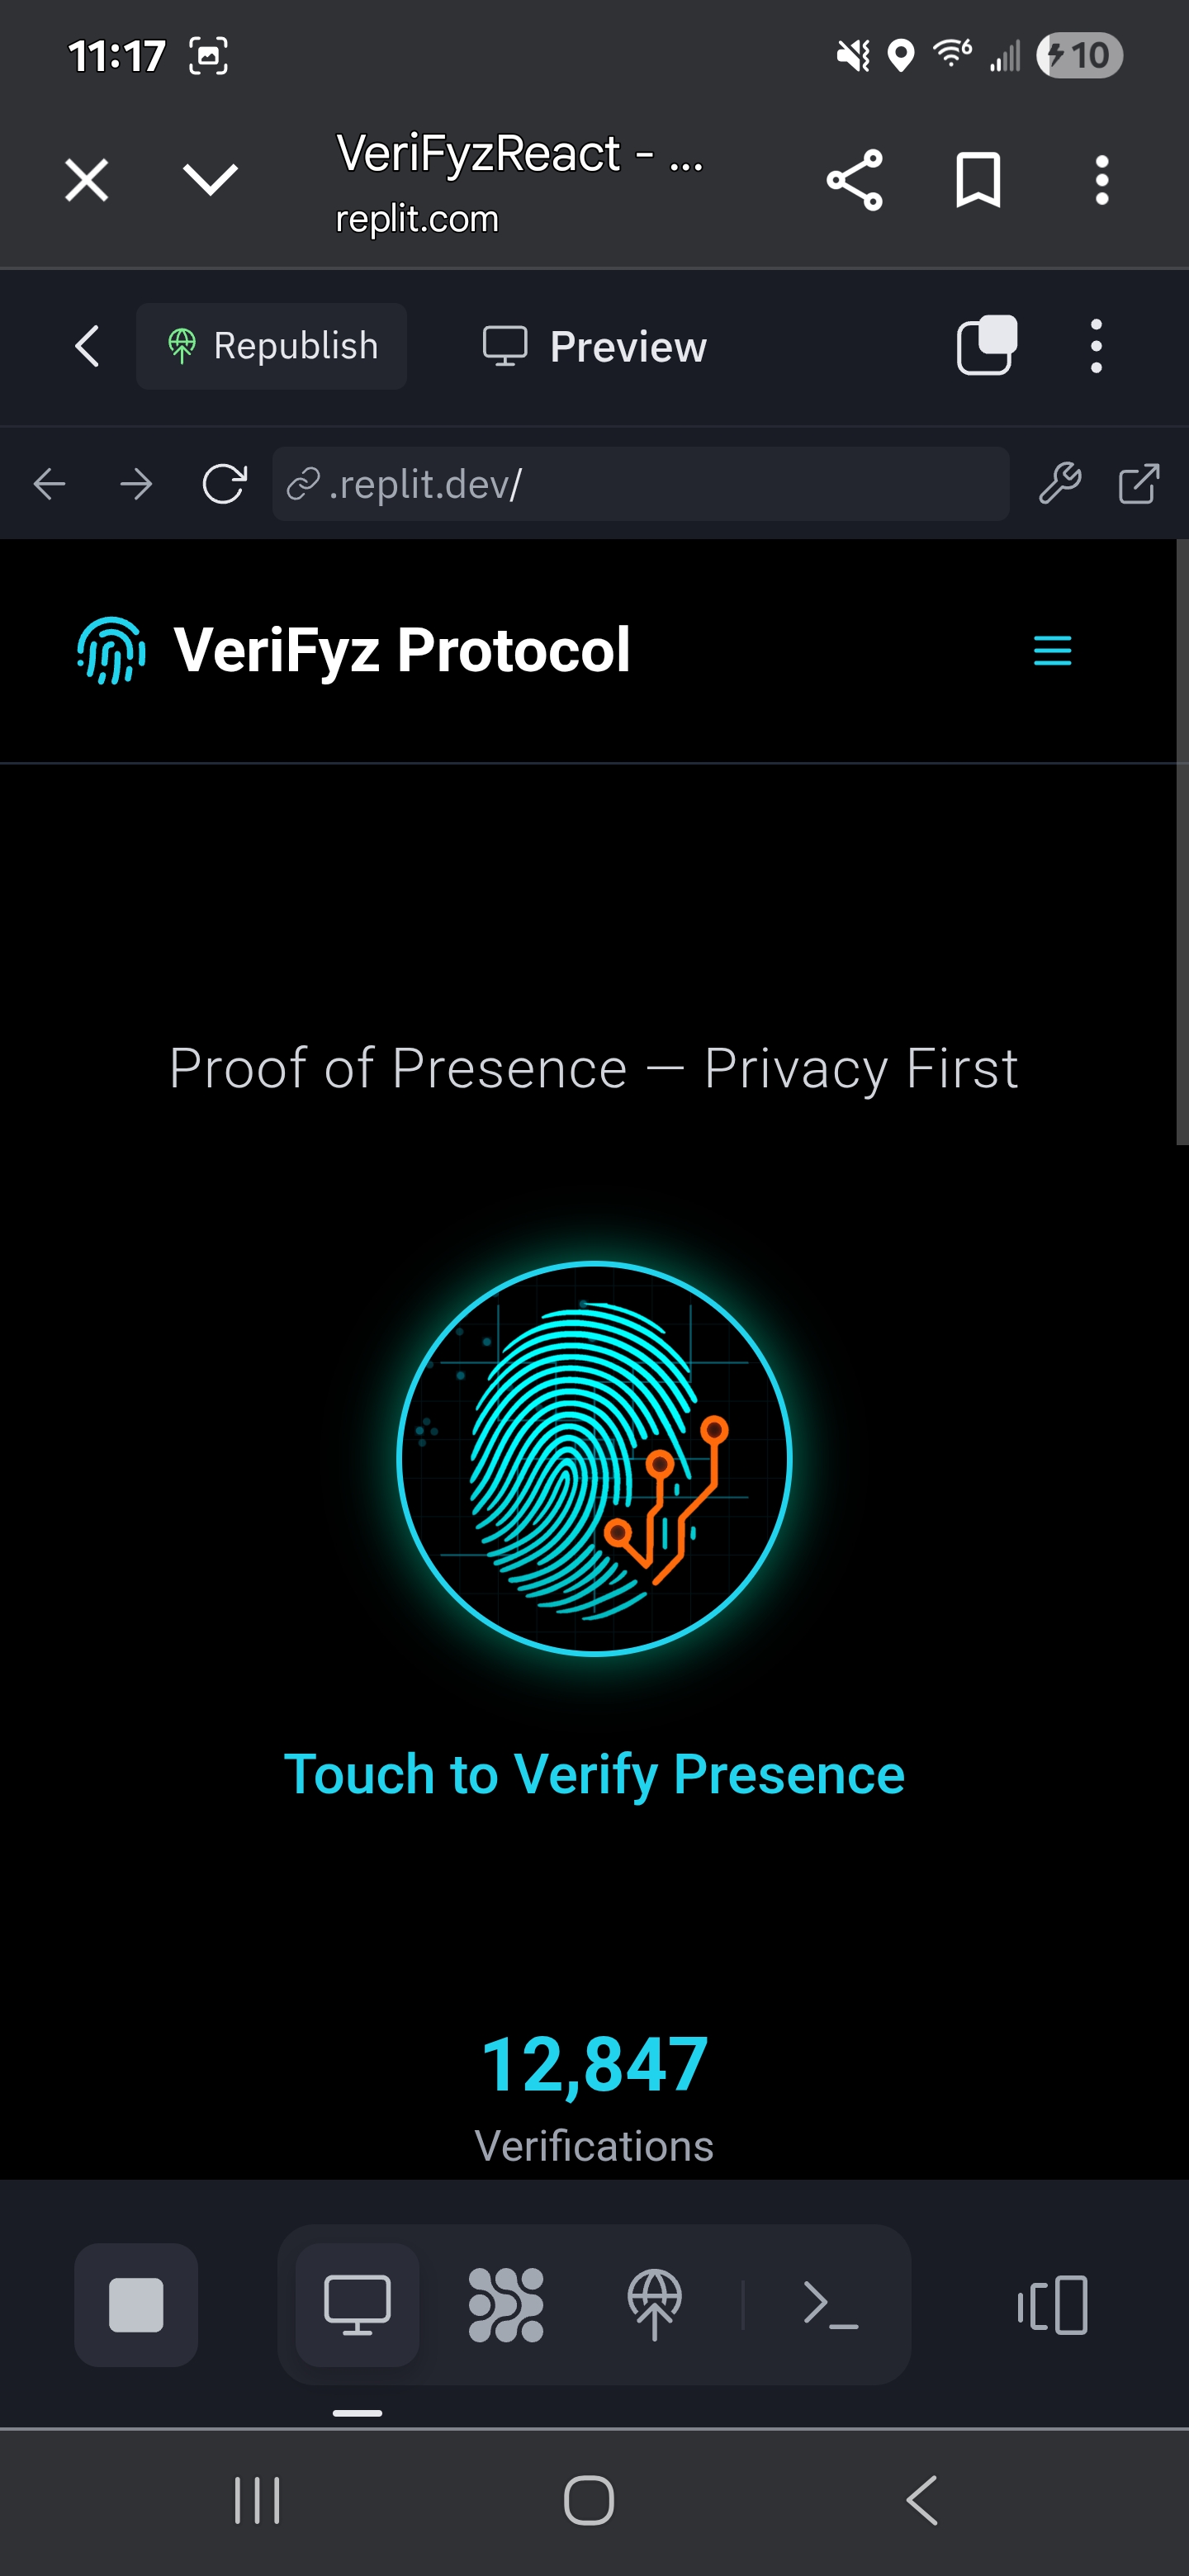 11:17
6
10
VeriFyzReact - ...
replit.com
Republish
Preview
.replit.dev/
VeriFyz Protocol
Proof of Presence — Privacy First
Touch to Verify Presence
12,847
Verifications